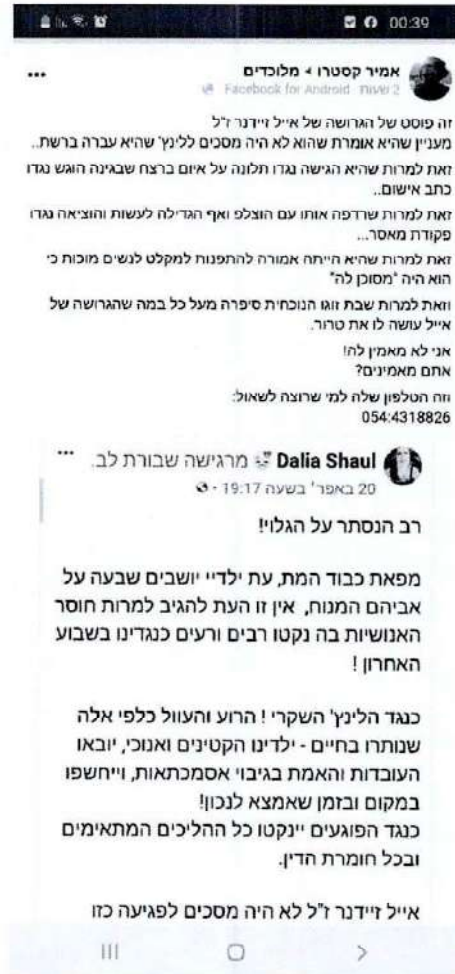 00:39
אמיר קסטרו ◂ מלוכדים
2 שעות · Facebook for Android
זה פוסט של הגרושה של אייל זיידנר ז"ל
מעניין שהיא אומרת שהוא לא היה מסכים ללינץ' שהיא עברה ברשת..
זאת למרות שהיא הגישה נגדו תלונה על איום ברצח שבגינה הוגש נגדו
כתב אישום..
זאת למרות שרדפה אותו עם הוצלפ ואף הגדילה לעשות והוציאה נגדו
פקודת מאסר...
זאת למרות שהיא הייתה אמורה להתפנות למקלט לנשים מוכות כי
הוא היה "מסוכן לה"
וזאת למרות שבת זוגו הנוכחית סיפרה מעל כל במה שהגרושה של
אייל עושה לו את טרור.
אני לא מאמין לה!
אתם מאמינים?
וזה הטלפון שלה למי שרוצה לשאול:
054:4318826
Dalia Shaul מרגישה שבורת לב.
20 באפר' בשעה 19:17
רב הנסתר על הגלוי!
מפאת כבוד המת, עת ילדיי יושבים שבעה על
אביהם המנוח, אין זו העת להגיב למרות חוסר
האנושיות בה נקטו רבים ורעים כנגדינו בשבוע
האחרון !
כנגד הלינץ' השקרי ! הרוע והעוול כלפי אלה
שנותרו בחיים - ילדינו הקטינים ואנוכי, יובאו
העובדות והאמת בגיבוי אסמכתאות, וייחשפו
במקום ובזמן שאמצא לנכון!
כנגד הפוגעים יינקטו כל ההליכים המתאימים
ובכל חומרת הדין.
אייל זיידנר ז"ל לא היה מסכים לפגיעה כזו